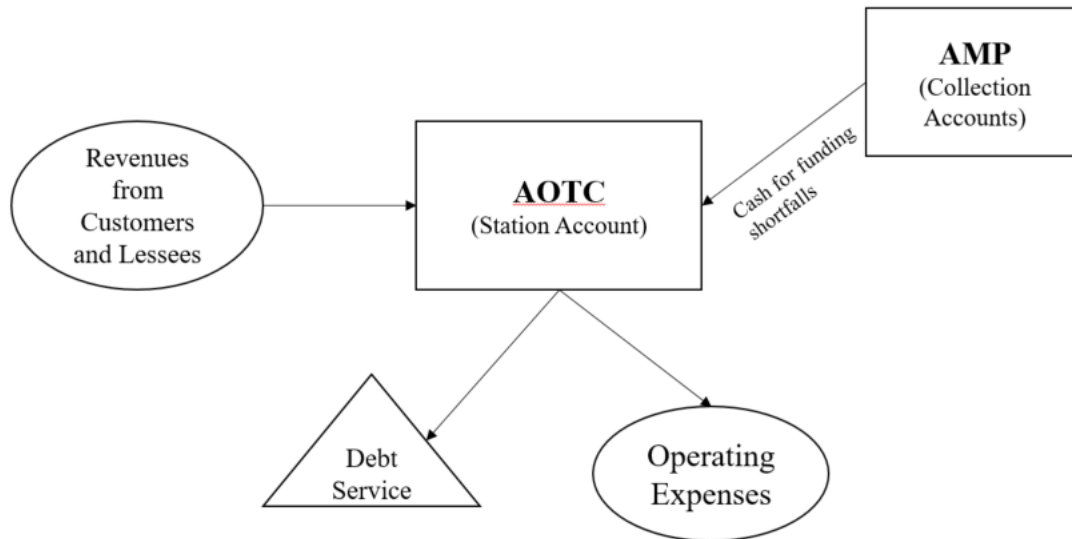 AMP
(Collection
Accounts)
Revenues
from
Customers
and Lessees
AOTC
(Station Account)
Cash for funding
shortfalls
Debt
Service
Operating
Expenses